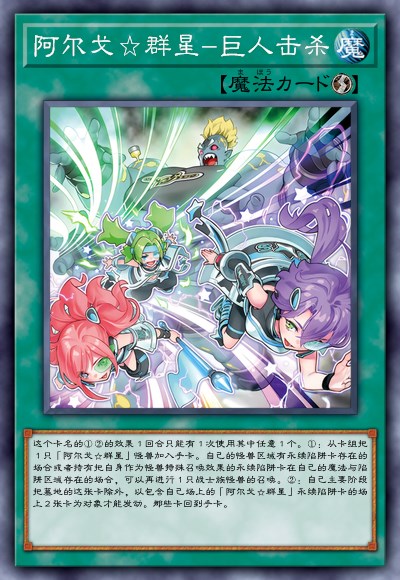 阿尔戈☆群星-巨人击杀
魔
【魔法カード】
ま ほう
这个卡名的①②的效果1回合只能有1次使用其中任意1个。①:从卡组把
1只「阿尔戈☆群星」怪兽加入手卡。自己的怪兽区域有永续陷阱卡存在的
场合或者持有把自身作为怪兽特殊召唤效果的永续陷阱卡在自己的魔法与陷
阱区域存在的场合,可以再进行1只战士族怪兽的召唤。②:自己主要阶段
把墓地的这张卡除外,以包含自己场上的「阿尔戈☆群星」永续陷阱卡的场
上2张卡为对象才能发动。那些卡回到手卡。